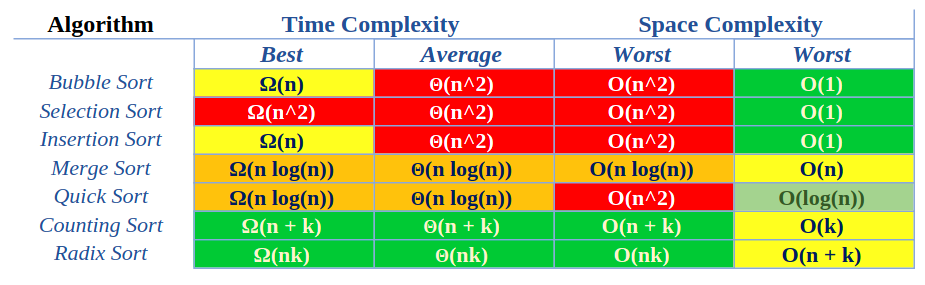 Algorithm Time Complexity Space Complexity
Best Average Worst Worst
Bubble Sort Ω(n) Θ(n^2) O(n^2) O(1)
Selection Sort Ω(n^2) Θ(n^2) O(n^2) O(1)
Insertion Sort Ω(n) Θ(n^2) O(n^2) O(1)
Merge Sort Ω(n log(n)) Θ(n log(n)) O(n log(n)) O(n)
Quick Sort Ω(n log(n)) Θ(n log(n)) O(n^2) O(log(n))
Counting Sort Ω(n + k) Θ(n + k) O(n + k) O(k)
Radix Sort Ω(nk) Θ(nk) O(nk) O(n + k)